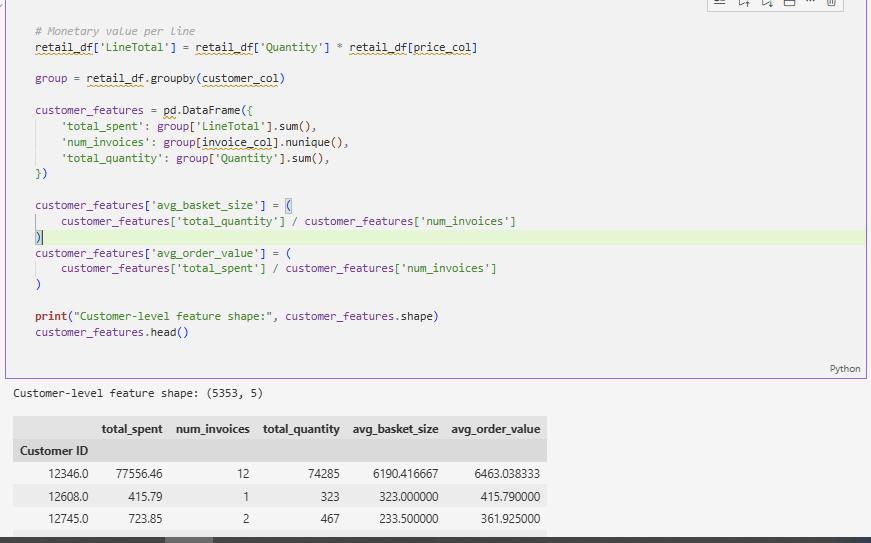 # Monetary value per line
retail_df['LineTotal'] = retail_df['Quantity'] * retail_df[price_col]
group = retail_df.groupby(customer_col)
customer_features = pd.DataFrame({
'total_spent': group['LineTotal'].sum(),
'num_invoices': group[invoice_col].nunique(),
'total_quantity': group['Quantity'].sum(),
})
customer_features['avg_basket_size'] = (
customer_features['total_quantity'] / customer_features['num_invoices']
)
customer_features['avg_order_value'] = (
customer_features['total_spent'] / customer_features['num_invoices']
)
print("Customer-level feature shape:", customer_features.shape)
customer_features.head()
Python
Customer-level feature shape: (5353, 5)
total_spent num_invoices total_quantity avg_basket_size avg_order_value
Customer ID
12346.0 77556.46 12 74285 6190.416667 6463.038333
12608.0 415.79 1 323 323.000000 415.790000
12745.0 723.85 2 467 233.500000 361.925000